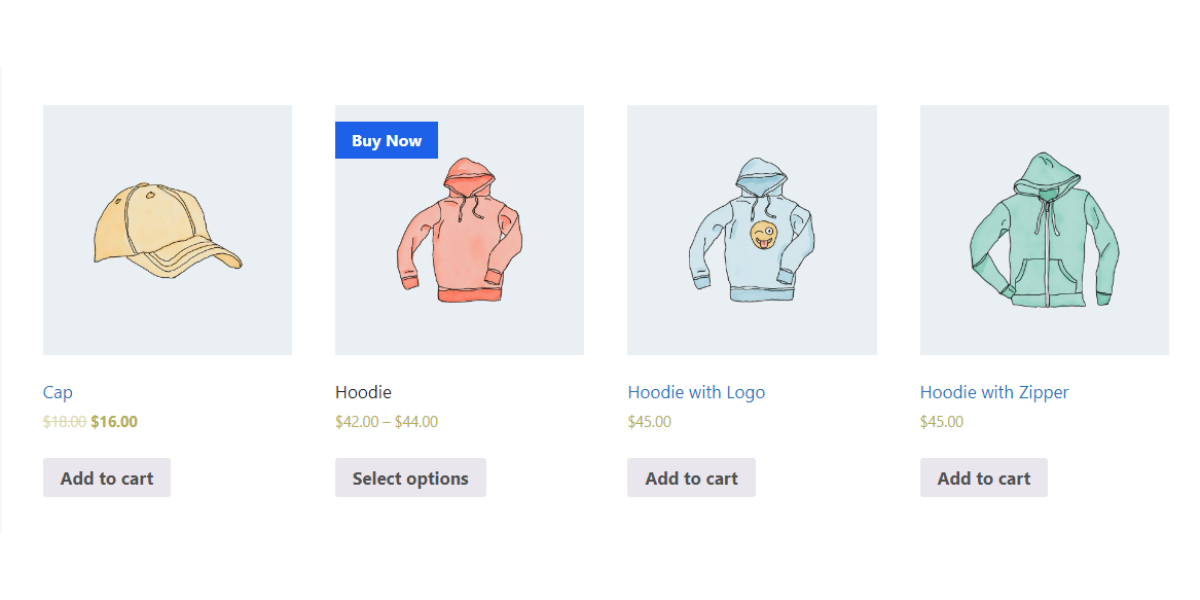 Buy Now
Cap
Hoodie
Hoodie with Logo
Hoodie with Zipper
$18.00 $16.00
$42.00 – $44.00
$45.00
$45.00
Add to cart
Select options
Add to cart
Add to cart